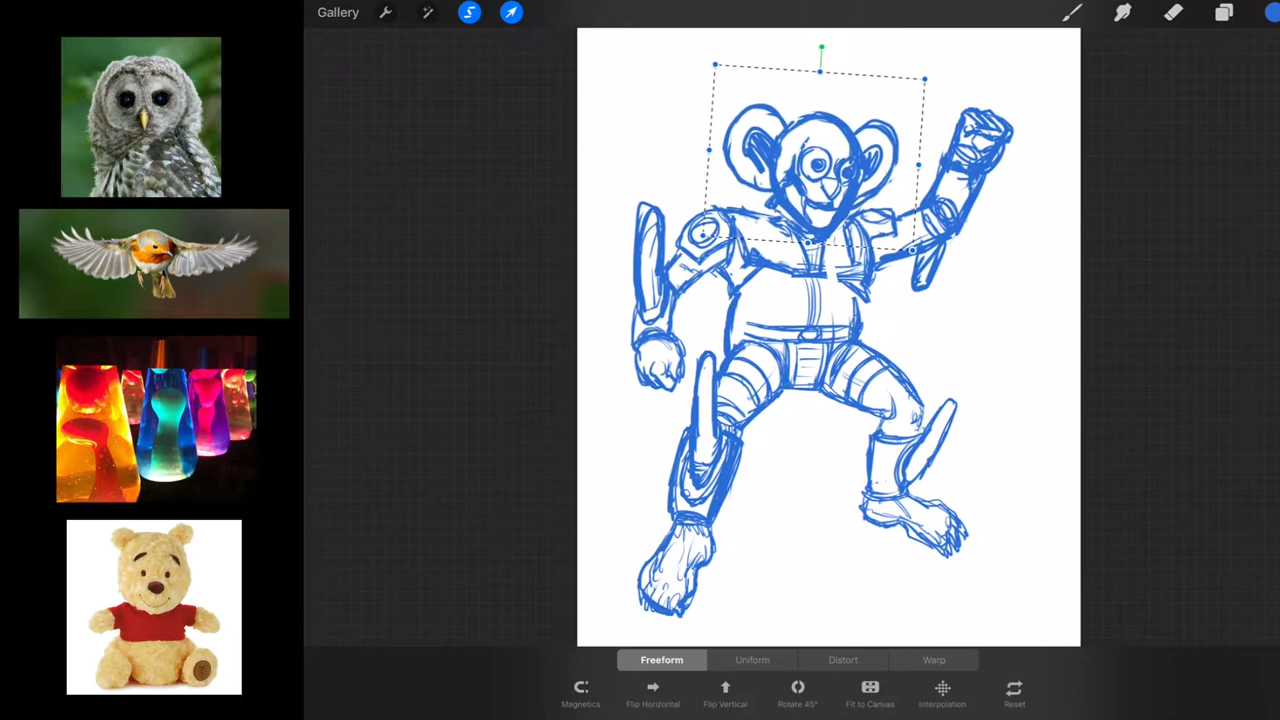 Gallery
Freeform Uniform Distort Warp
Magnetics Flip Horizontal Flip Vertical Rotate 45° Fit to Canvas Interpolation Reset